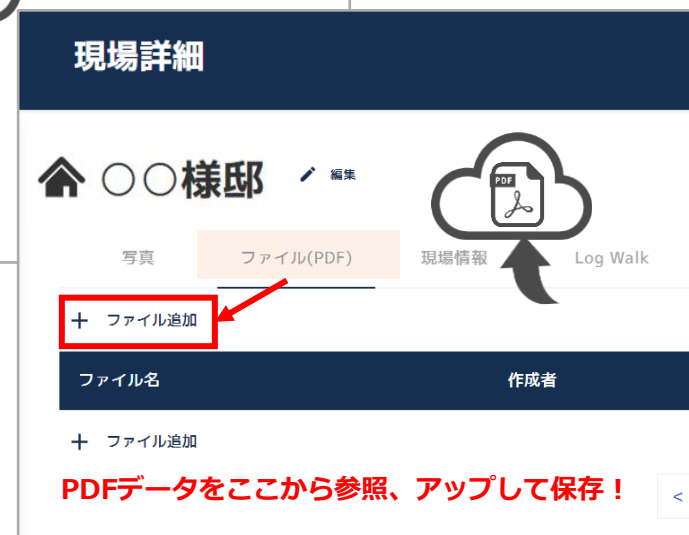 現場詳細
○○様邸
編集
PDF
写真
ファイル(PDF)
現場情報
Log Walk
＋ ファイル追加
ファイル名
作成者
＋ ファイル追加
PDFデータをここから参照、アップして保存！
<